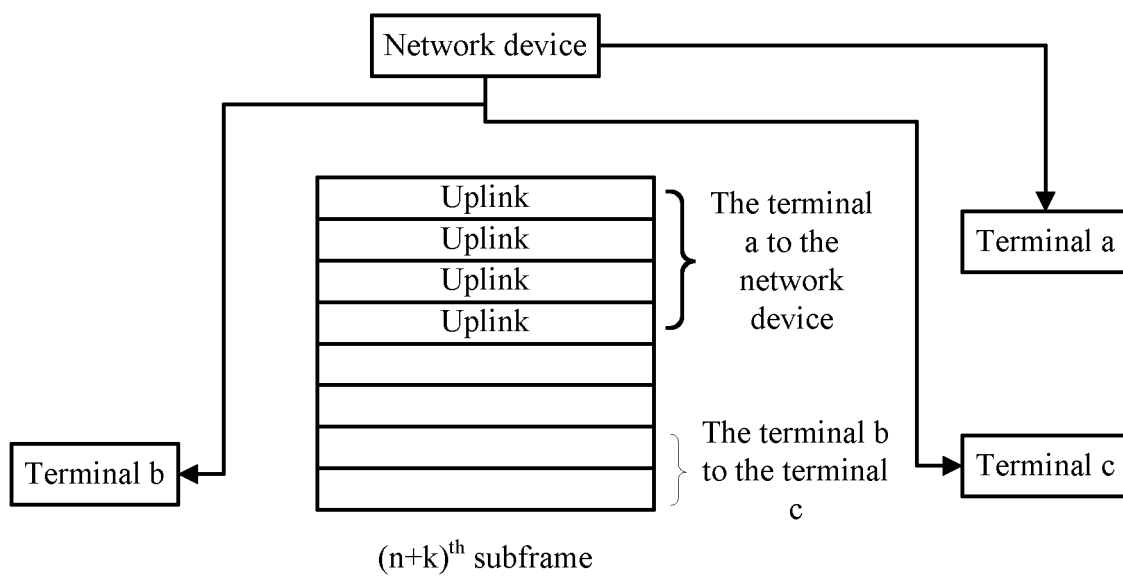 Network device
Uplink
Uplink
Uplink
Uplink
The terminal
a to the
network
device
Terminal a
The terminal b
to the terminal
c
Terminal b
Terminal c
(n+k)th subframe